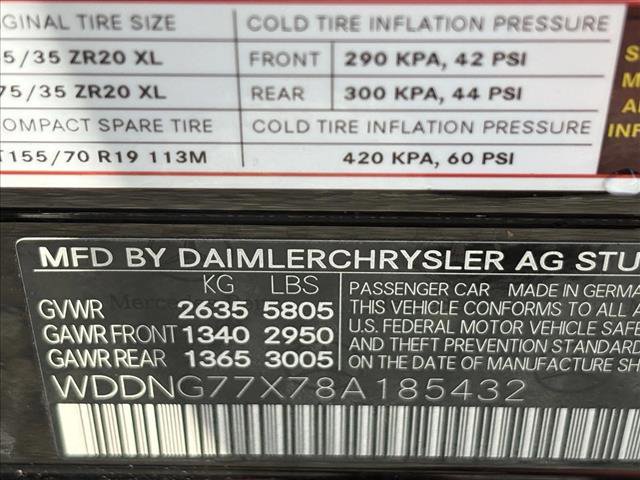 GINAL TIRE SIZE COLD TIRE INFLATION PRESSURE
5/35 ZR20 XL FRONT 290 KPA, 42 PSI
75/35 ZR20 XL REAR 300 KPA, 44 PSI
OMPACT SPARE TIRE COLD TIRE INFLATION PRESSURE
T155/70 R19 113M 420 KPA, 60 PSI
INF
MFD BY DAIMLERCHRYSLER AG STU
KG LBS
GVWR 2635 5805
GAWR FRONT 1340 2950
GAWR REAR 1365 3005
PASSENGER CAR MADE IN GERMA
THIS VEHICLE CONFORMS TO ALL A
U.S. FEDERAL MOTOR VEHICLE SAFE
AND THEFT PREVENTION STANDARD
ON THE DATE OF MANUFACTURE SH
WDDNG77X78A185432